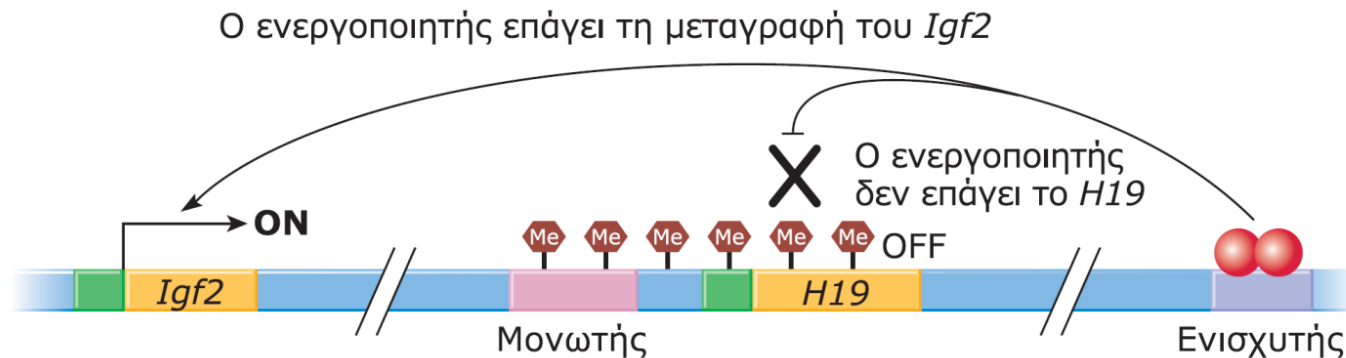 Ο ενεργοποιητής επάγει τη μεταγραφή του Igf2
Ο ενεργοποιητής
δεν επάγει το H19
ON
Me Me Me Me Me Me OFF
Igf2
H19
Μονωτής
Ενισχυτής